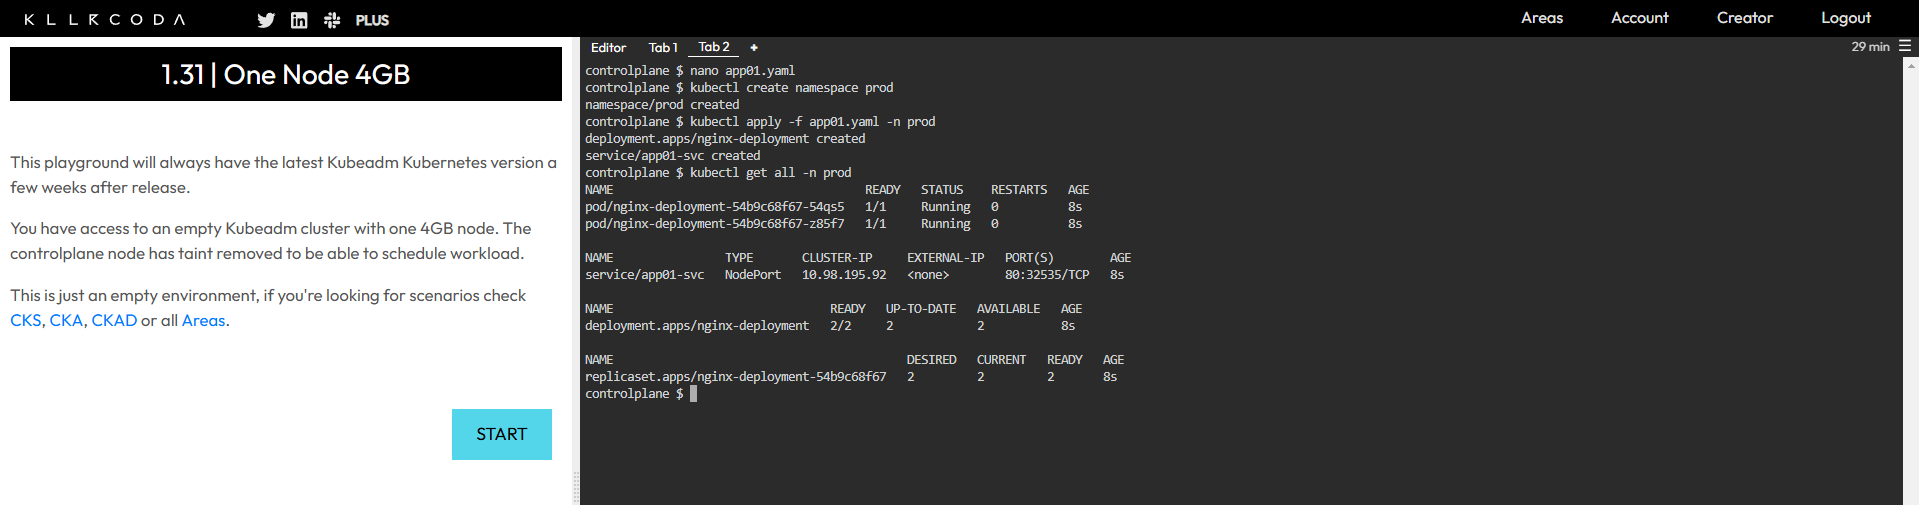 KLLRCODA PLUS Areas Account Creator Logout
1.31 | One Node 4GB
This playground will always have the latest Kubeadm Kubernetes version a
few weeks after release.
You have access to an empty Kubeadm cluster with one 4GB node. The
controlplane node has taint removed to be able to schedule workload.
This is just an empty environment, if you're looking for scenarios check
CKS, CKA, CKAD or all Areas.
START
Editor Tab 1 Tab 2 + 29 min
controlplane $ nano app01.yaml
controlplane $ kubectl create namespace prod
namespace/prod created
controlplane $ kubectl apply -f app01.yaml -n prod
deployment.apps/nginx-deployment created
service/app01-svc created
controlplane $ kubectl get all -n prod
NAME READY STATUS RESTARTS AGE
pod/nginx-deployment-54b9c68f67-54qs5 1/1 Running 0 8s
pod/nginx-deployment-54b9c68f67-z85f7 1/1 Running 0 8s
NAME TYPE CLUSTER-IP EXTERNAL-IP PORT(S) AGE
service/app01-svc NodePort 10.98.195.92 <none> 80:32535/TCP 8s
NAME READY UP-TO-DATE AVAILABLE AGE
deployment.apps/nginx-deployment 2/2 2 2 8s
NAME DESIRED CURRENT READY AGE
replicaset.apps/nginx-deployment-54b9c68f67 2 2 2 8s
controlplane $